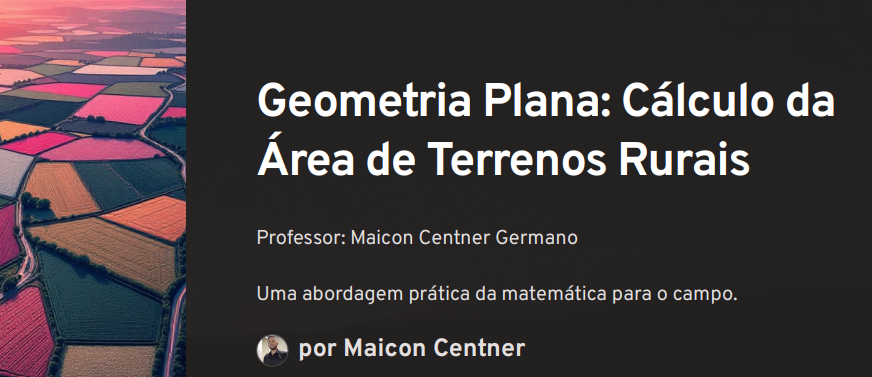 Geometria Plana: Cálculo da
Área de Terrenos Rurais
Professor: Maicon Centner Germano
Uma abordagem prática da matemática para o campo.
por Maicon Centner